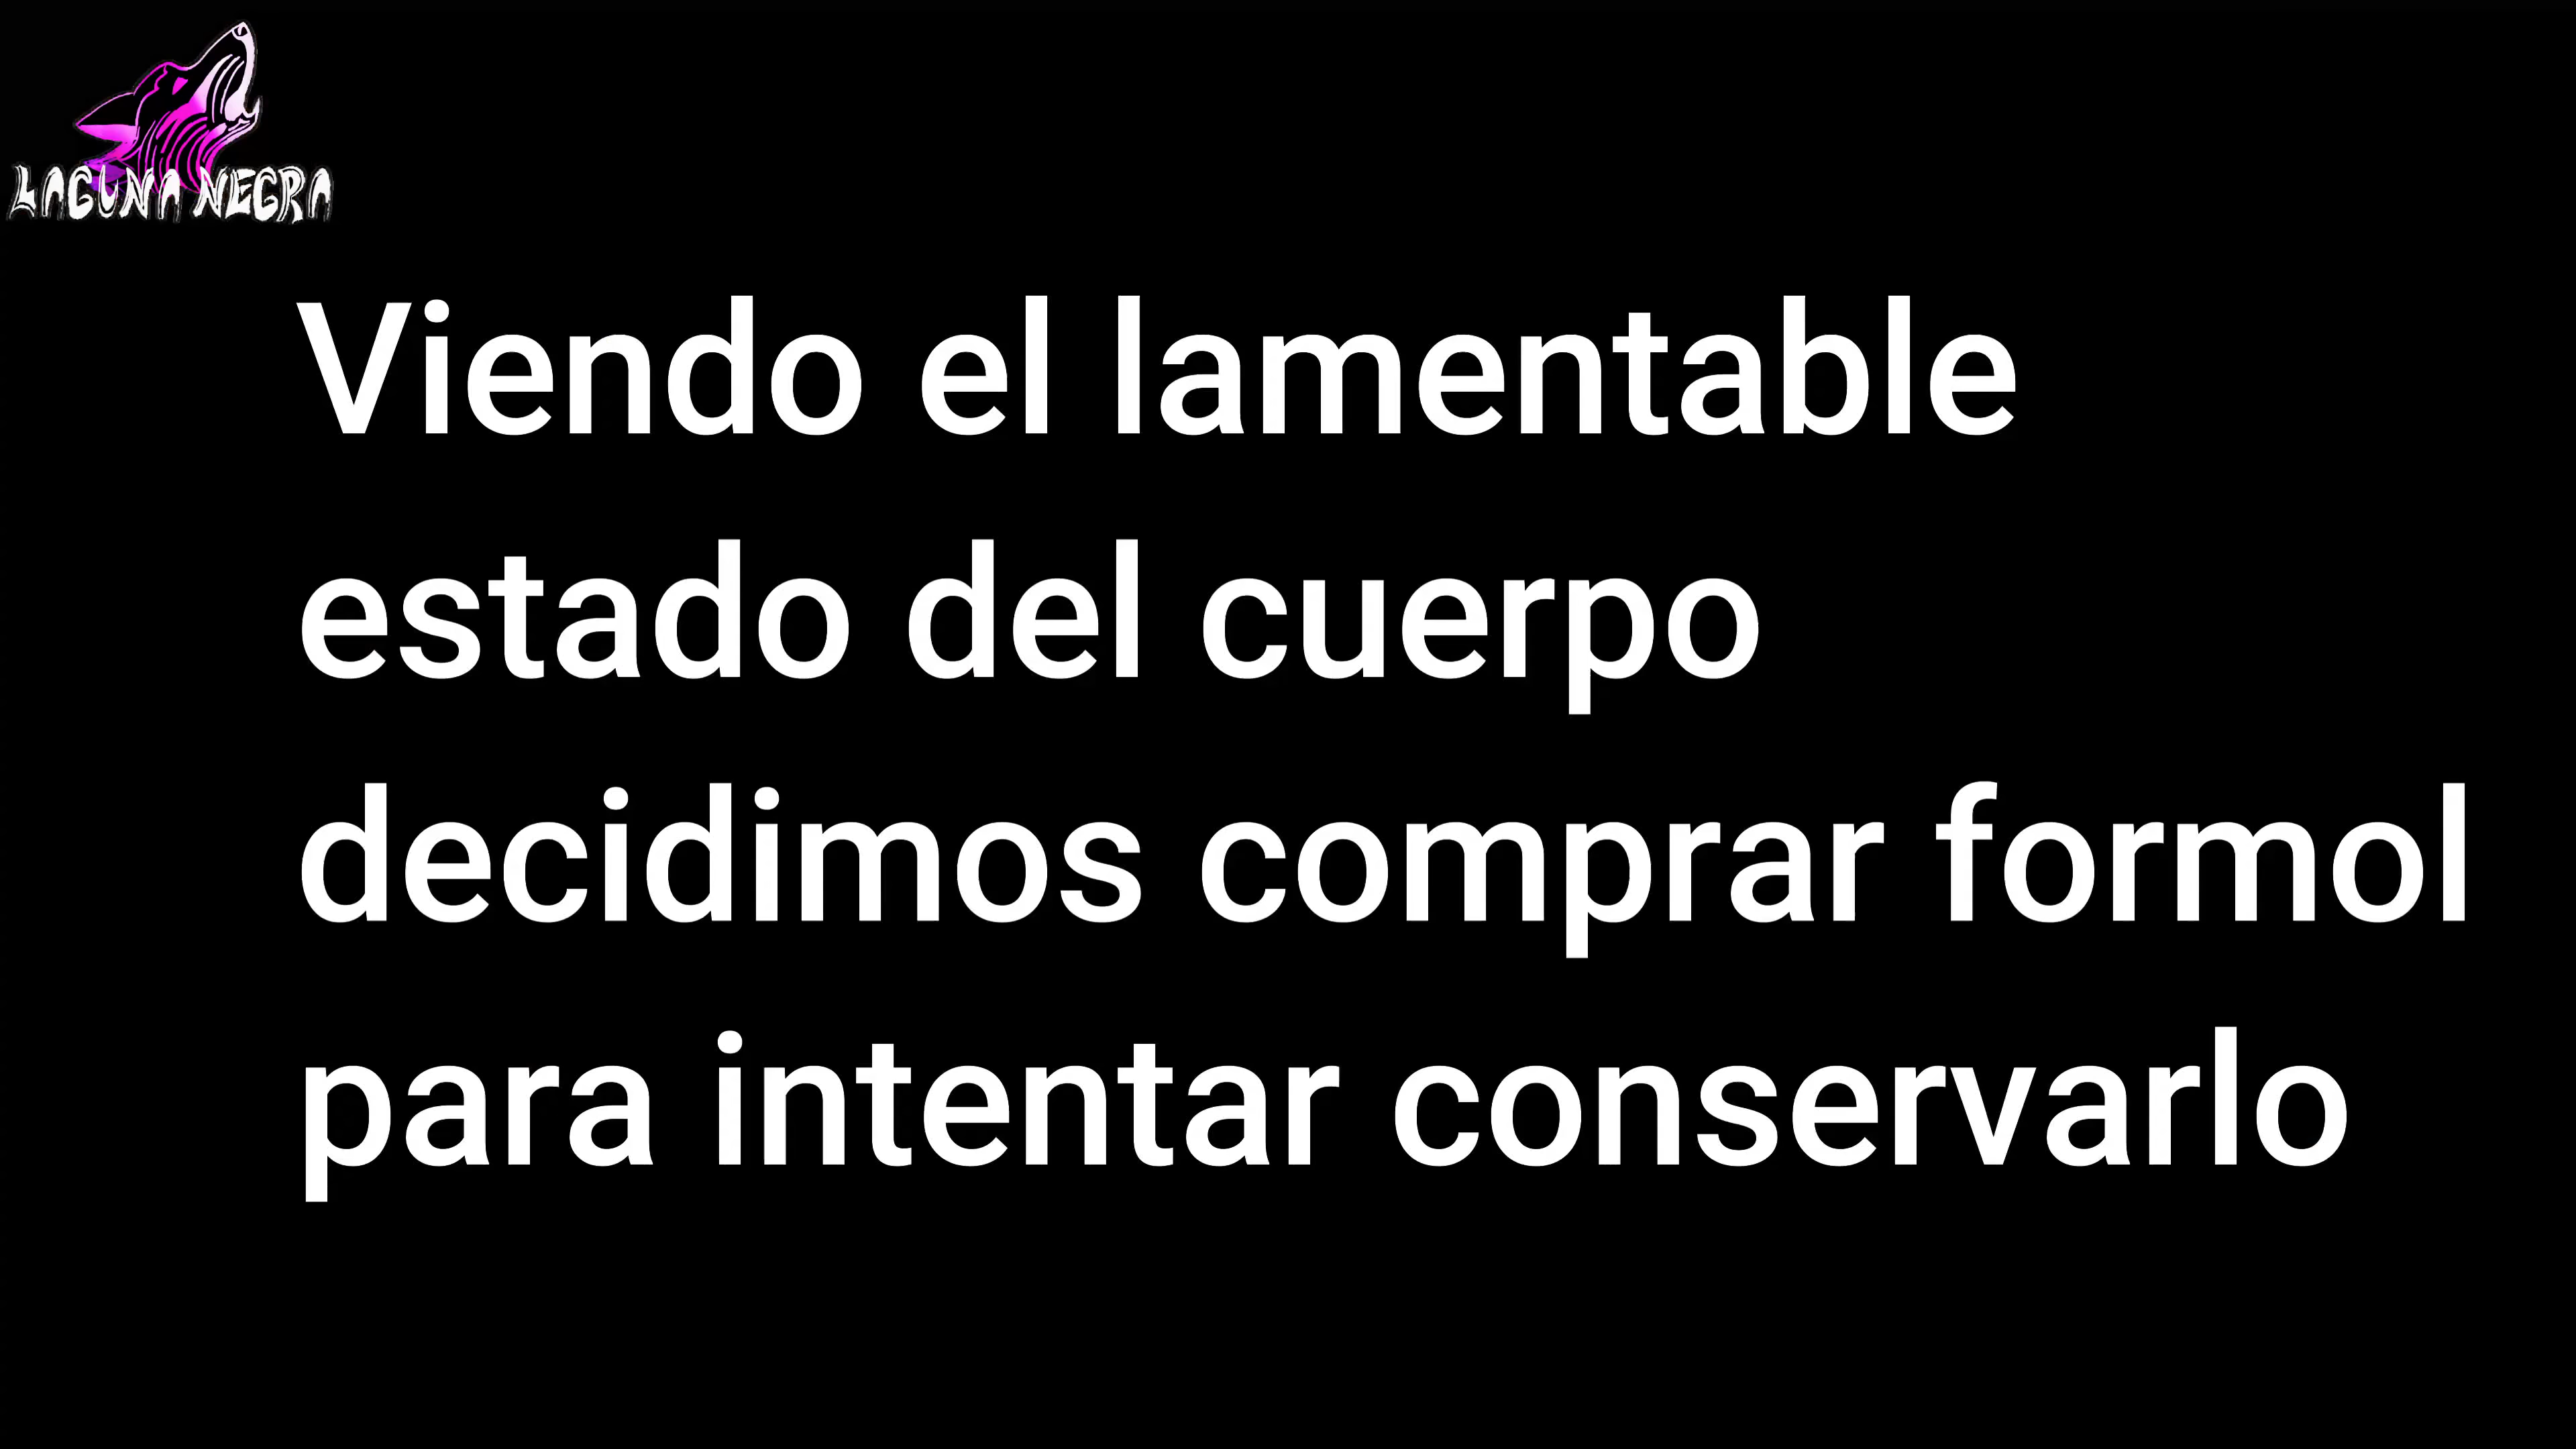 LAGUNA NEGRA
Viendo el lamentable
estado del cuerpo
decidimos comprar formol
para intentar conservarlo